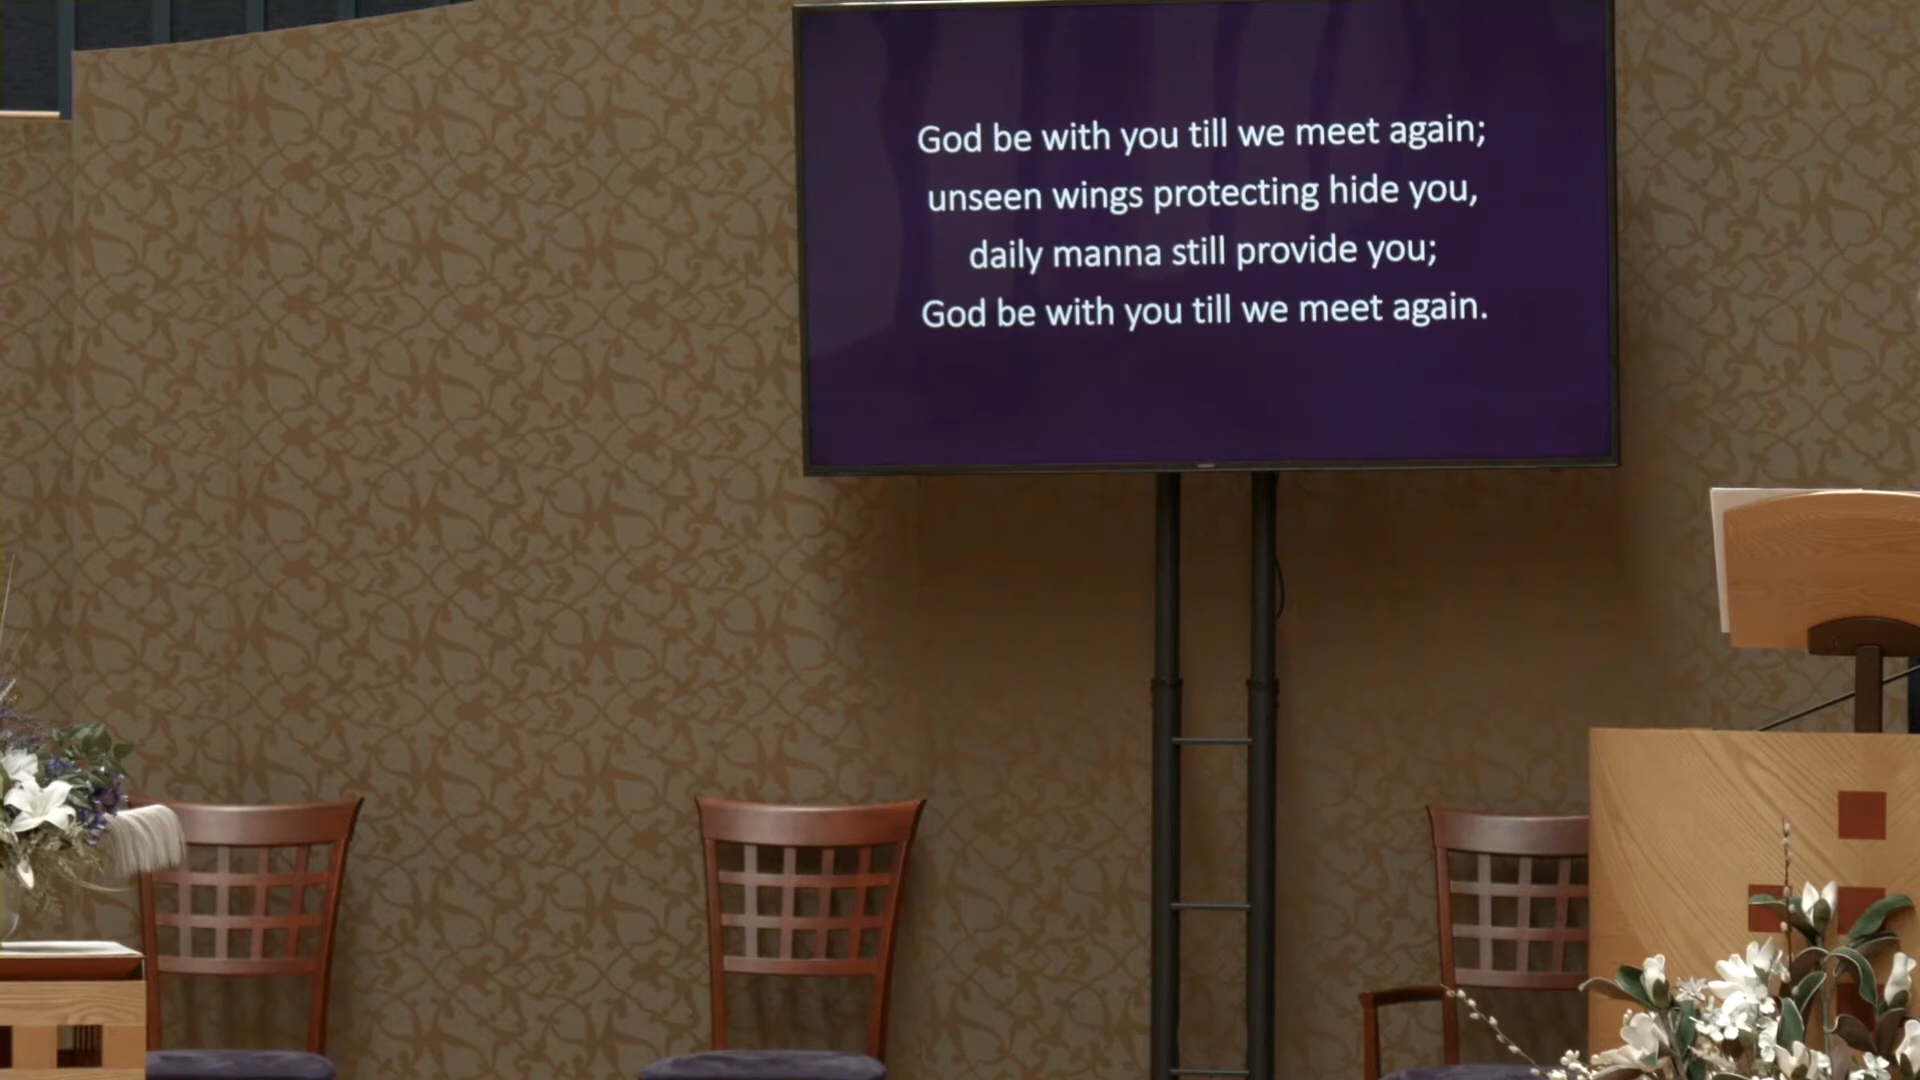 God be with you till we meet again;
unseen wings protecting hide you,
daily manna still provide you;
God be with you till we meet again.